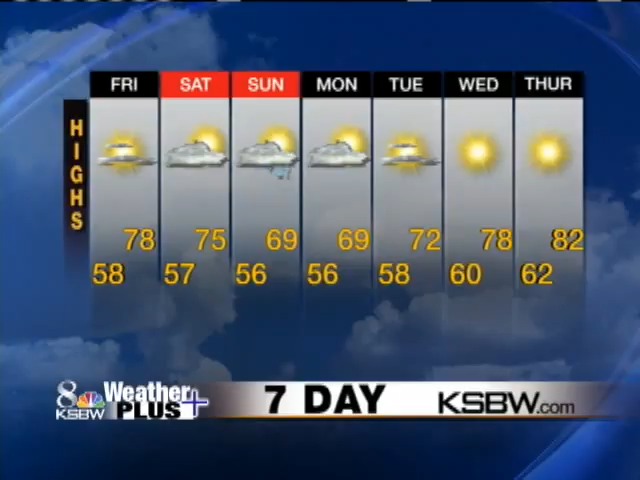 FRI SAT SUN MON TUE WED THUR
HIGHS
78 75 69 69 72 78 82
58 57 56 56 58 60 62
8 KSBW Weather PLUS+ 7 DAY KSBW.com